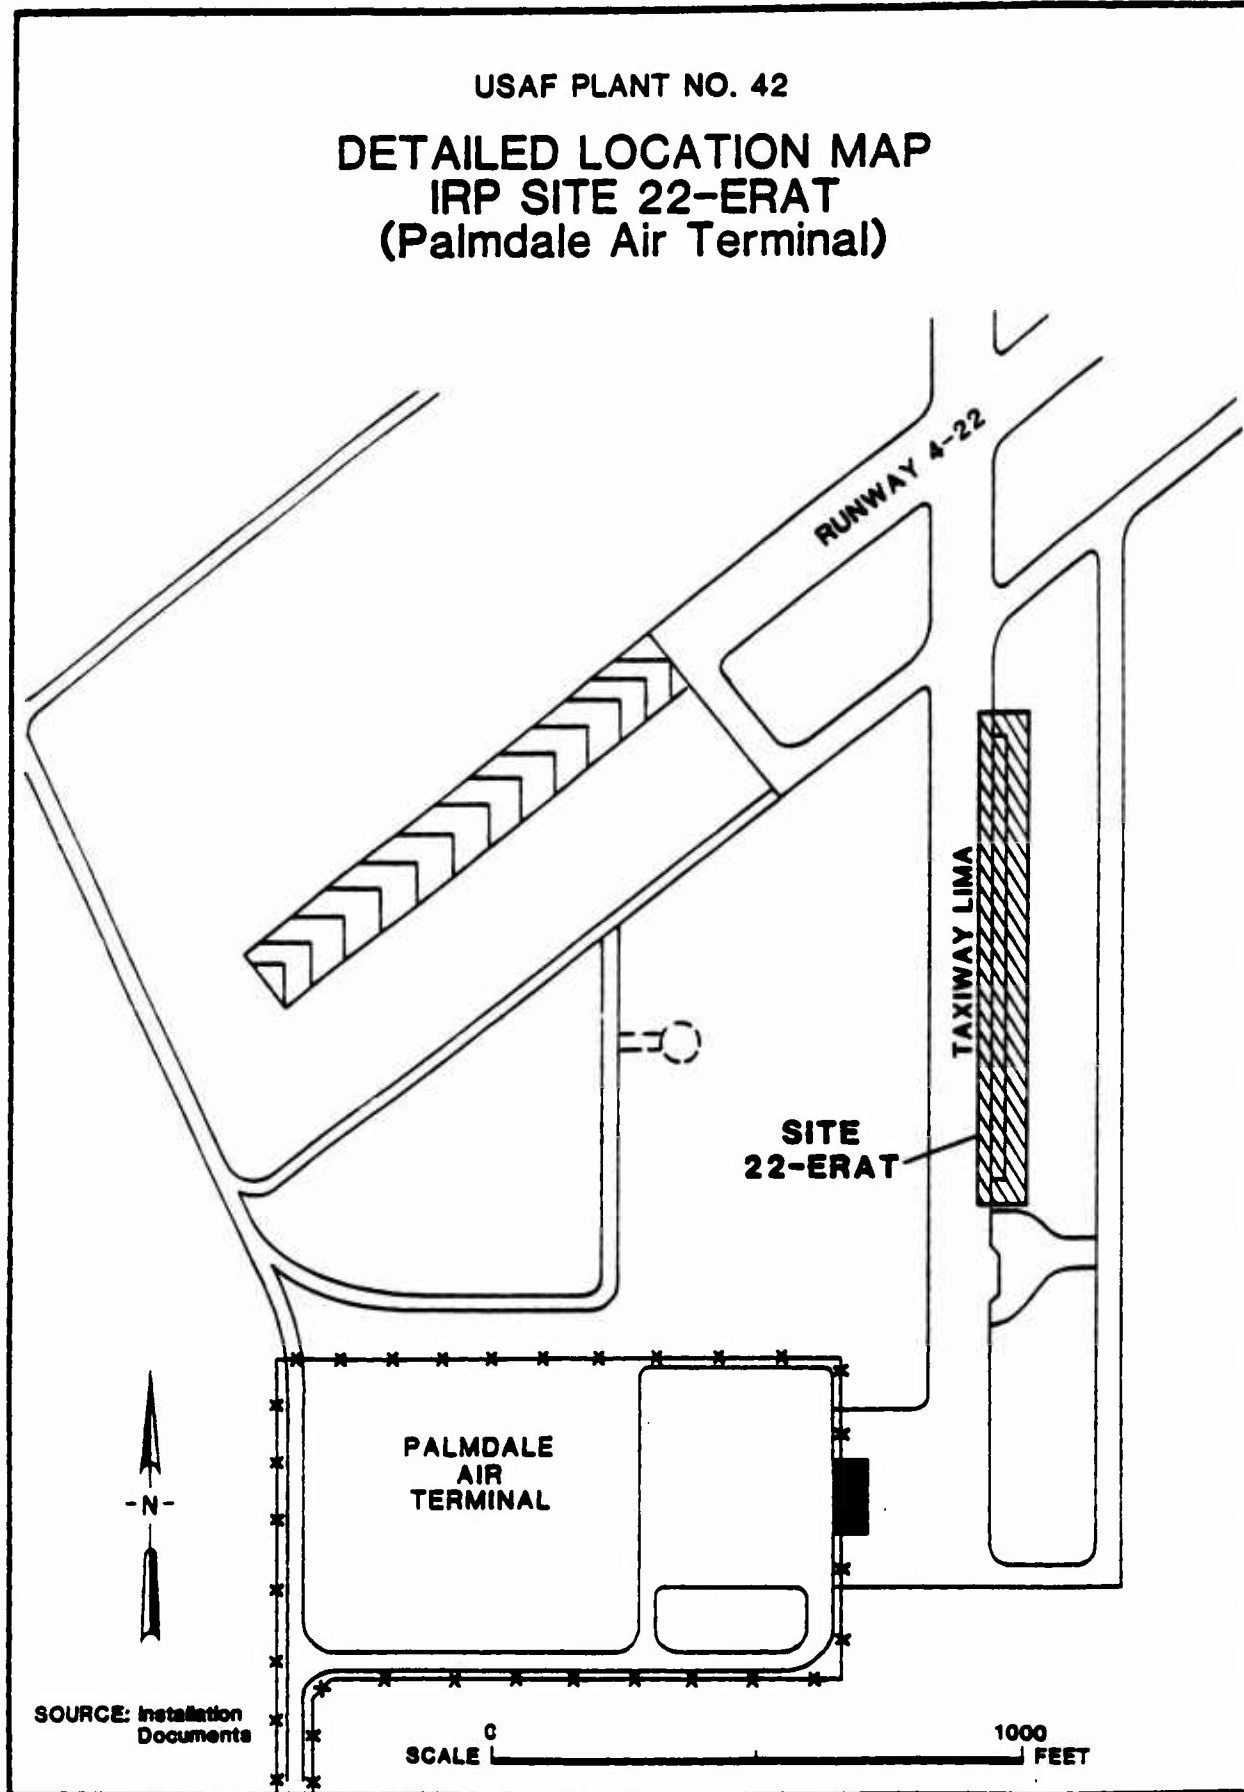 USAF PLANT NO. 42
DETAILED LOCATION MAP
IRP SITE 22-ERAT
(Palmdale Air Terminal)
RUNWAY 4-22
TAXIWAY LIMA
SITE
22-ERAT
PALMDALE
AIR
TERMINAL
-N-
SOURCE: Installation
Documents
0 1000
SCALE FEET